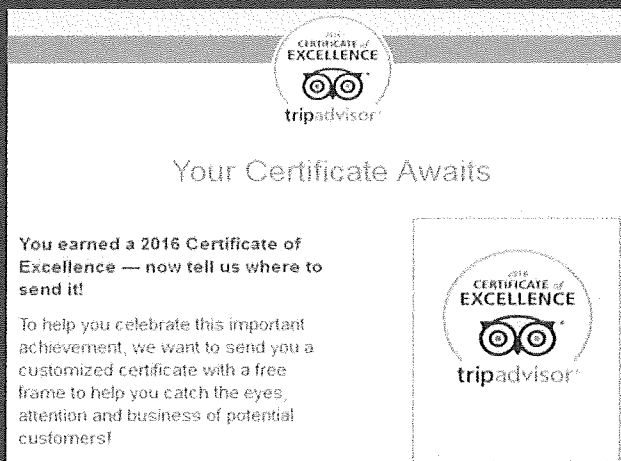 2016
CERTIFICATE of
EXCELLENCE
tripadvisor®
Your Certificate Awaits
You earned a 2016 Certificate of
Excellence — now tell us where to
send it!
To help you celebrate this important
achievement, we want to send you a
customized certificate with a free
frame to help you catch the eyes,
attention and business of potential
customers!
2016
CERTIFICATE of
EXCELLENCE
tripadvisor®